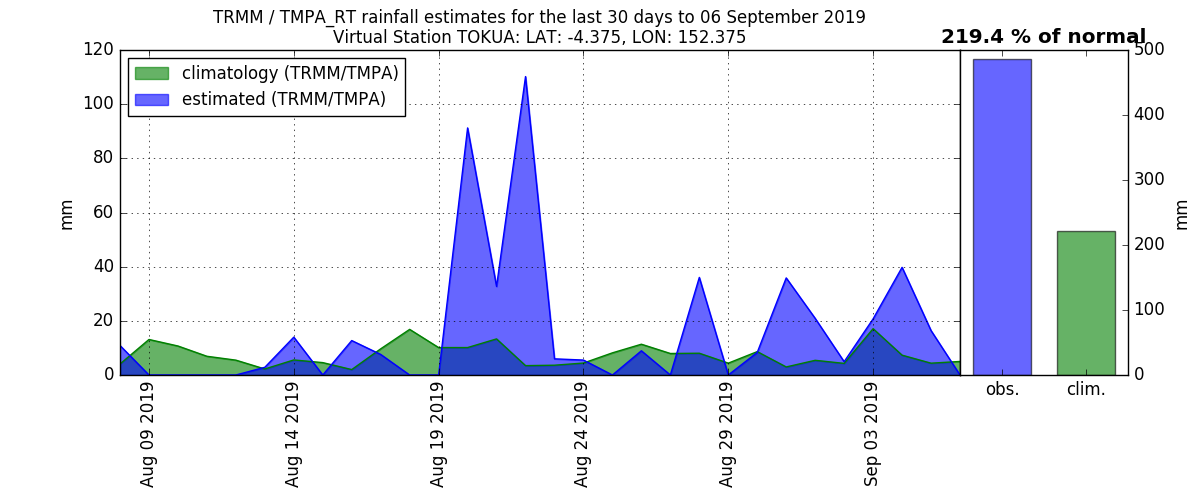 TRMM / TMPA_RT rainfall estimates for the last 30 days to 06 September 2019
Virtual Station TOKUA: LAT: -4.375, LON: 152.375
219.4 % of normal
climatology (TRMM/TMPA)
estimated (TRMM/TMPA)
120
100
80
60
40
20
0
mm
Aug 09 2019
Aug 14 2019
Aug 19 2019
Aug 24 2019
Aug 29 2019
Sep 03 2019
500
400
300
200
100
0
mm
obs.
clim.